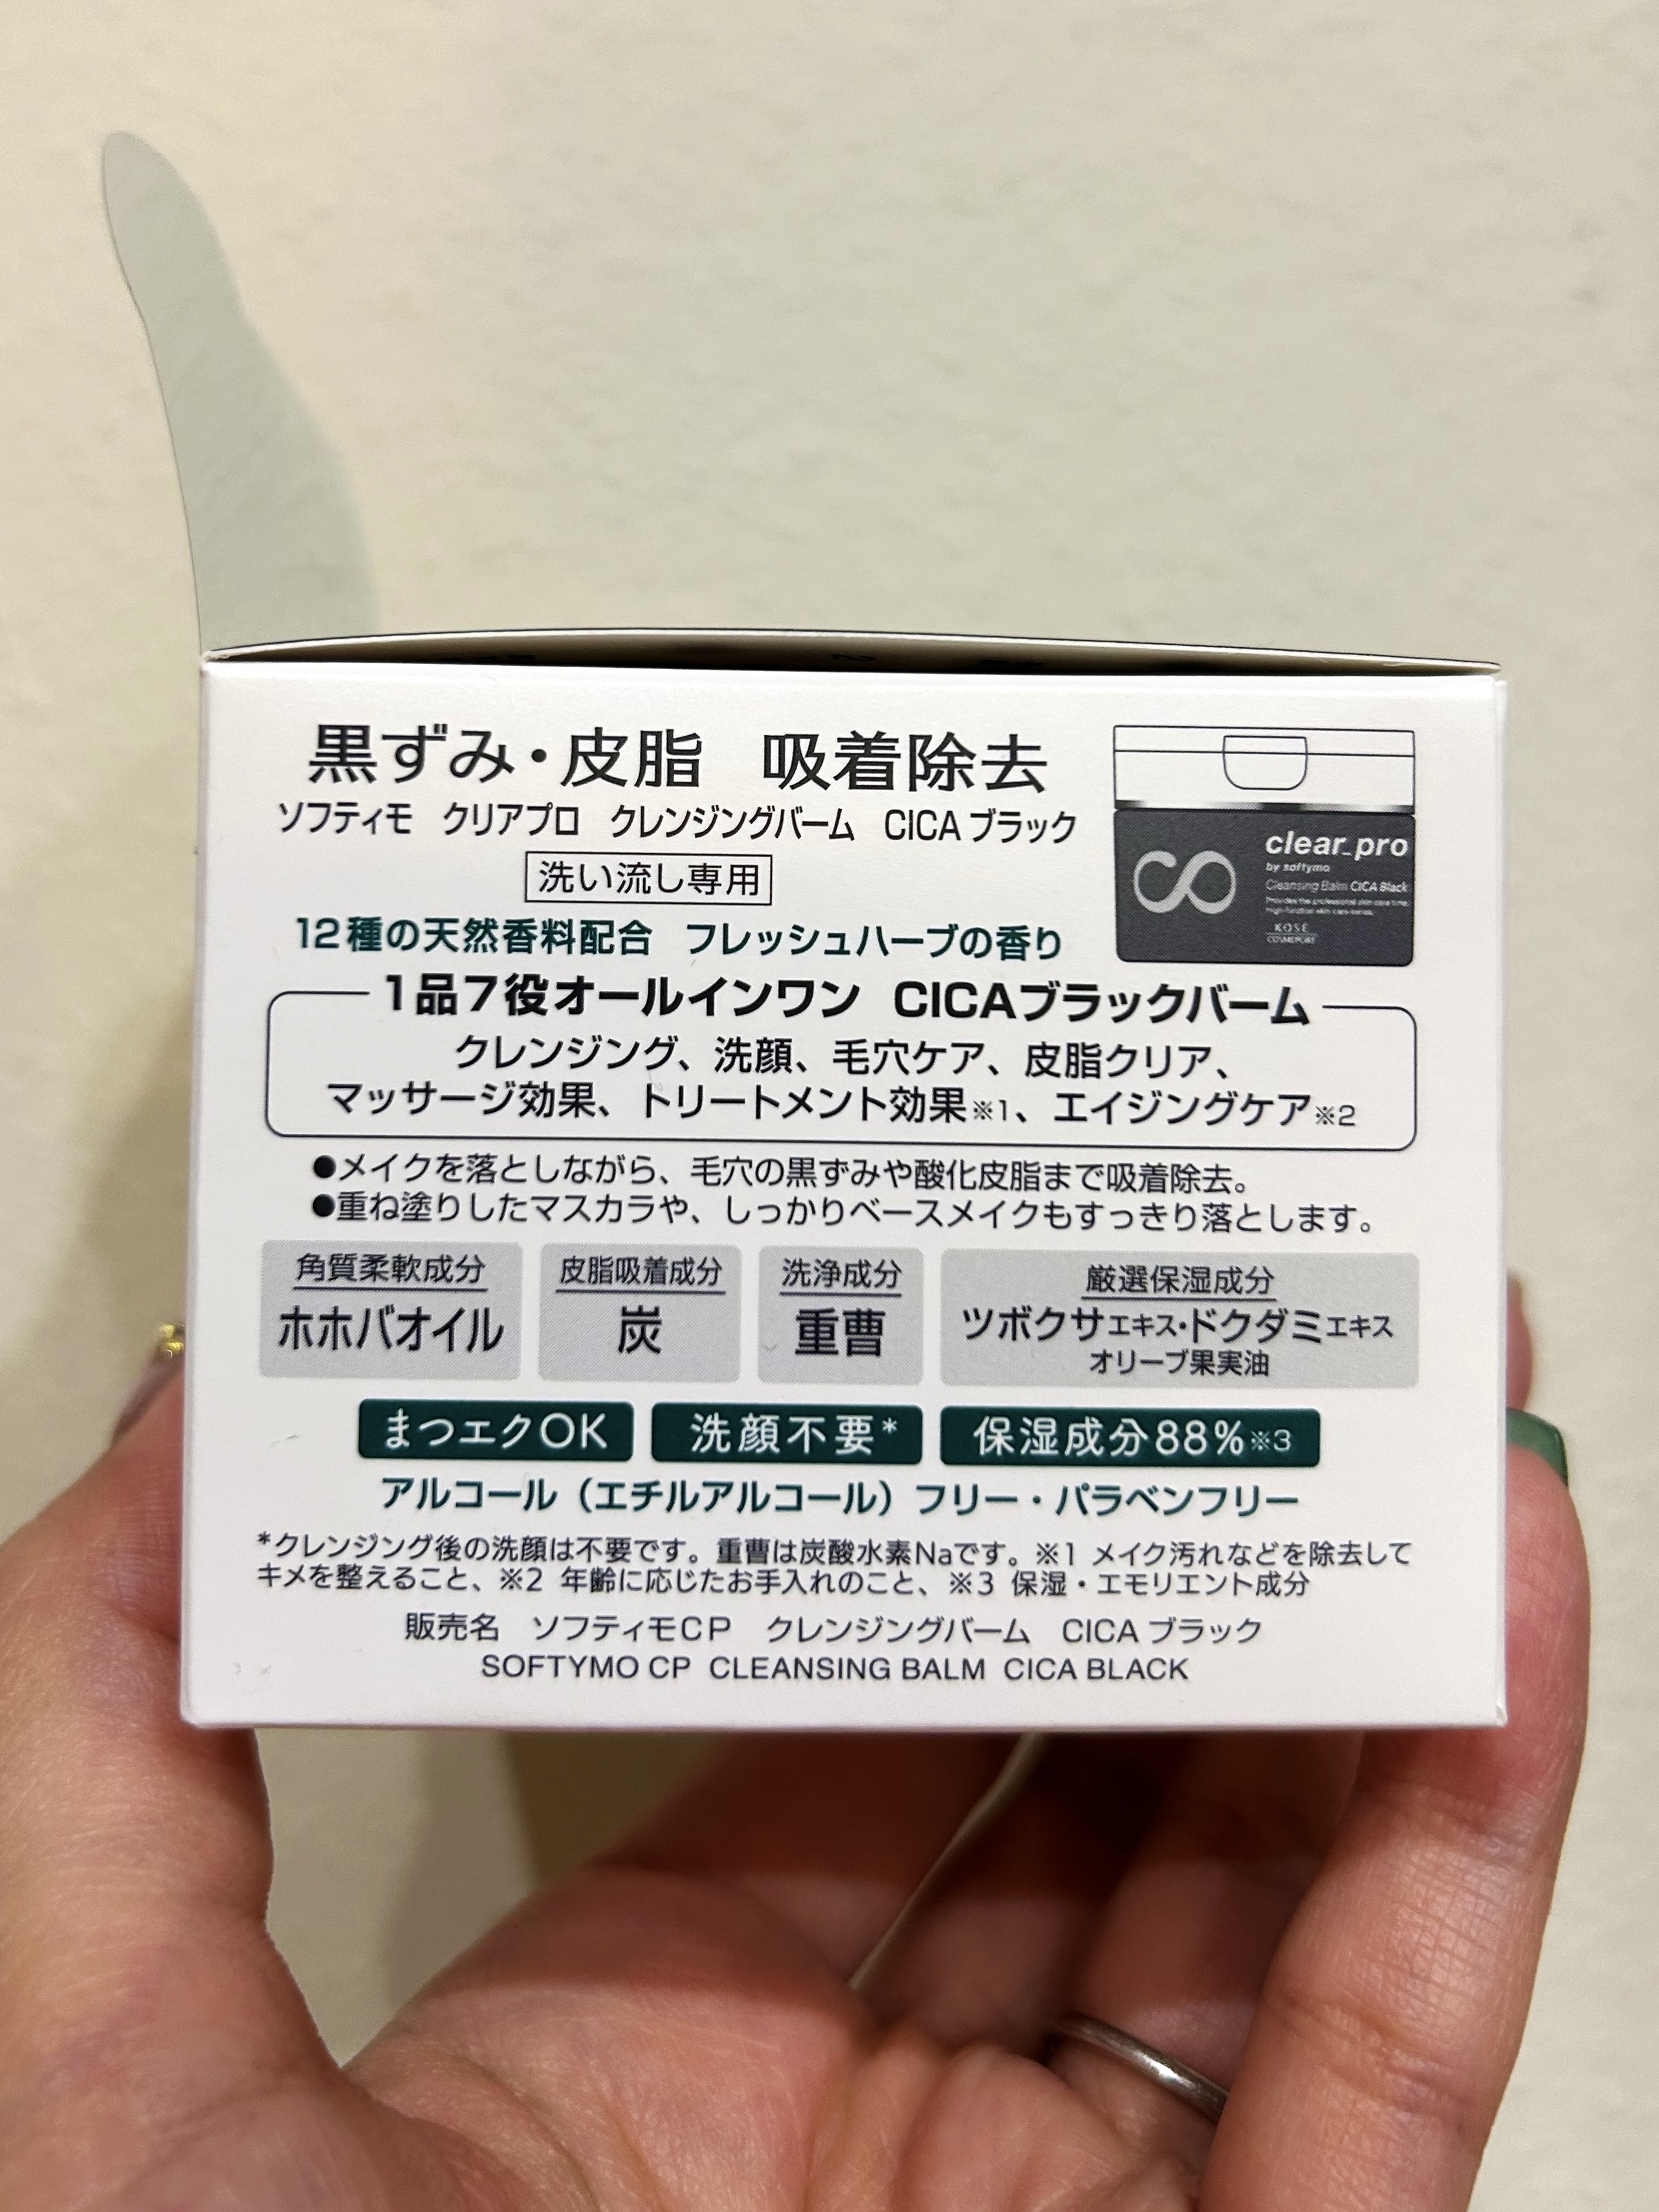 黒ずみ・皮脂 吸着除去
ソフティモ クリアプロ クレンジングバーム CICA ブラック
洗い流し専用
12種の天然香料配合 フレッシュハーブの香り
clear_pro
by softymo
Cleansing Balm CICA Black
Provides the professional skin care time.
High-function skin care series.
KOSÉ
COSMEPORT
1品7役オールインワン CICAブラックバーム
クレンジング、洗顔、毛穴ケア、皮脂クリア、
マッサージ効果、トリートメント効果※1、エイジングケア※2
●メイクを落としながら、毛穴の黒ずみや酸化皮脂まで吸着除去。
●重ね塗りしたマスカラや、しっかりベースメイクもすっきり落とします。
角質柔軟成分
ホホバオイル
皮脂吸着成分
炭
洗浄成分
重曹
厳選保湿成分
ツボクサエキス・ドクダミエキス
オリーブ果実油
まつエクOK
洗顔不要*
保湿成分88%※3
アルコール（エチルアルコール）フリー・パラベンフリー
*クレンジング後の洗顔は不要です。重曹は炭酸水素Naです。※1 メイク汚れなどを除去して
キメを整えること、※2 年齢に応じたお手入れのこと、※3 保湿・エモリエント成分
販売名 ソフティモCP クレンジングバーム CICA ブラック
SOFTYMO CP CLEANSING BALM CICA BLACK